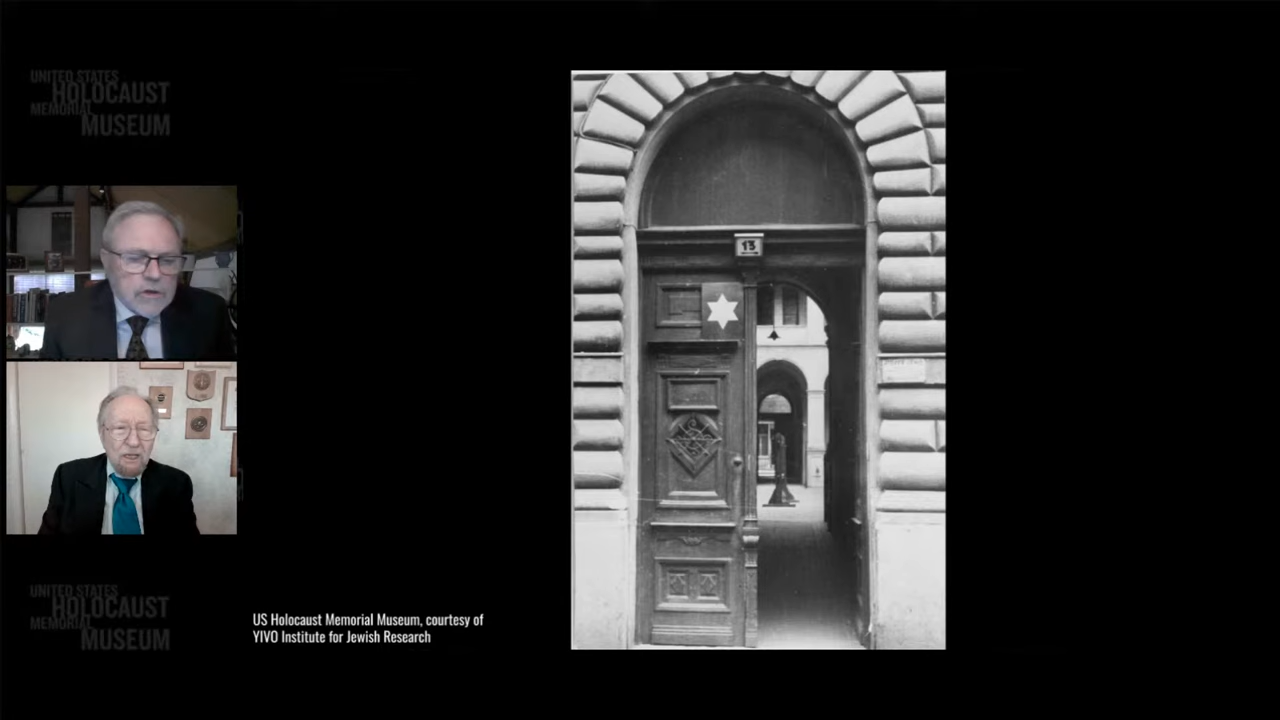 UNITED STATES
HOLOCAUST
MEMORIAL
MUSEUM
13
US Holocaust Memorial Museum, courtesy of
YIVO Institute for Jewish Research
UNITED STATES
HOLOCAUST
MEMORIAL
MUSEUM